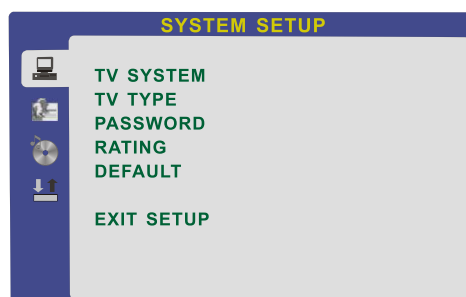 SYSTEM SETUP
TV SYSTEM
TV TYPE
PASSWORD
RATING
DEFAULT
EXIT SETUP